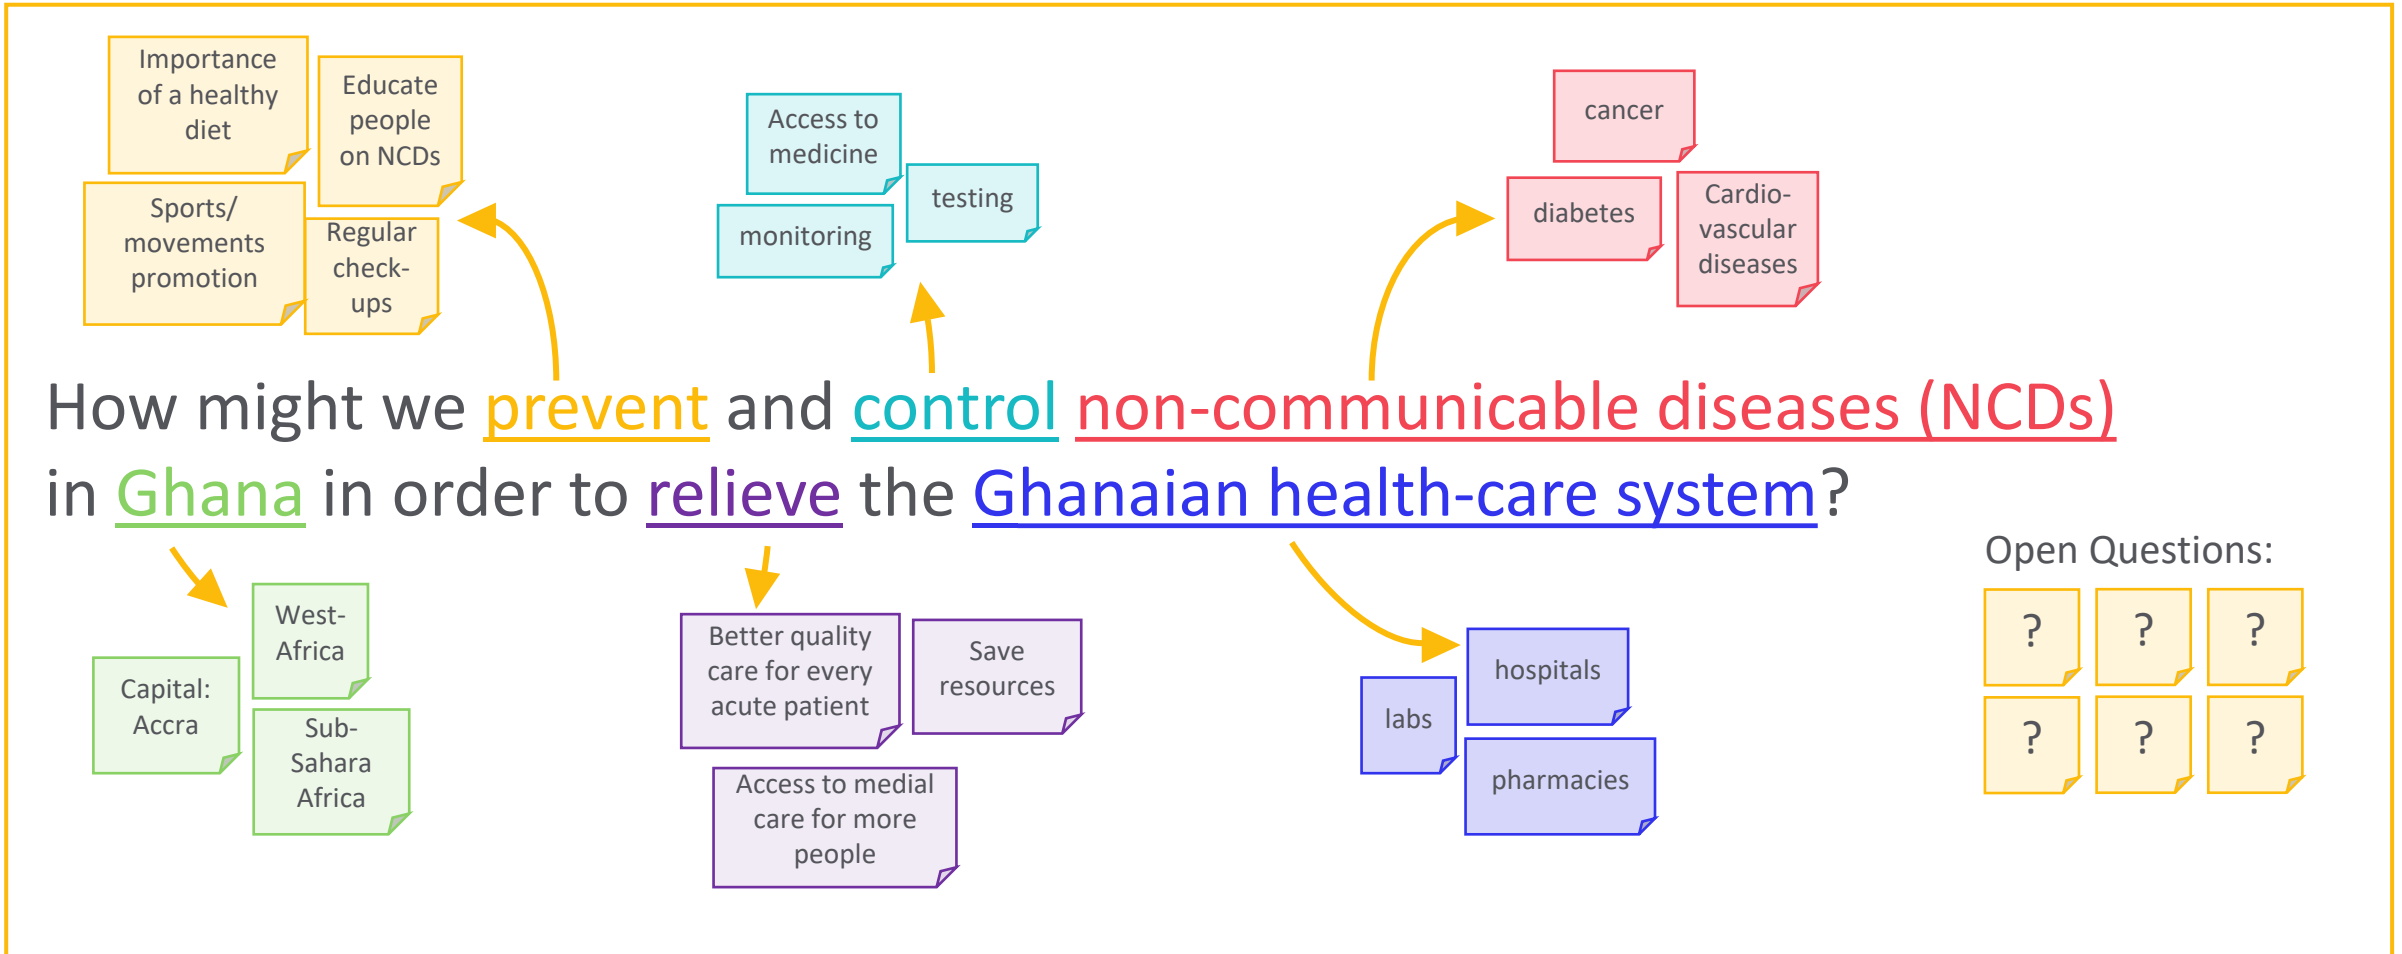 Importance
of a healthy
diet
Educate
people
on NCDs
Sports/
movements
promotion
Regular
check-
ups
Access to
medicine
testing
monitoring
cancer
diabetes
Cardio-
vascular
diseases
How might we prevent and control non-communicable diseases (NCDs)
in Ghana in order to relieve the Ghanaian health-care system?
West-
Africa
Capital:
Accra
Sub-
Sahara
Africa
Better quality
care for every
acute patient
Save
resources
Access to medial
care for more
people
hospitals
labs
pharmacies
Open Questions:
? ? ?
? ? ?